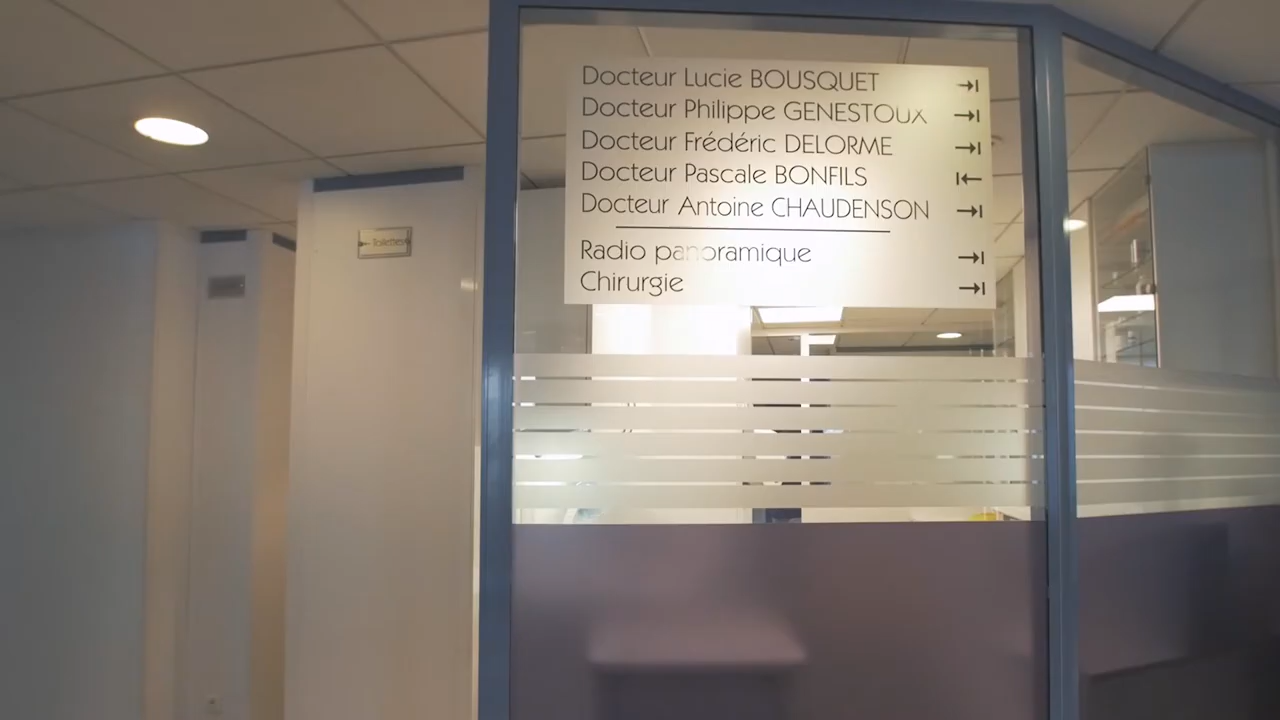 Docteur Lucie BOUSQUET →
Docteur Philippe GENESTOUX →
Docteur Frédéric DELORME →
Docteur Pascale BONFILS ←
Docteur Antoine CHAUDENSON →
Radio panoramique →
Chirurgie →
Toilettes